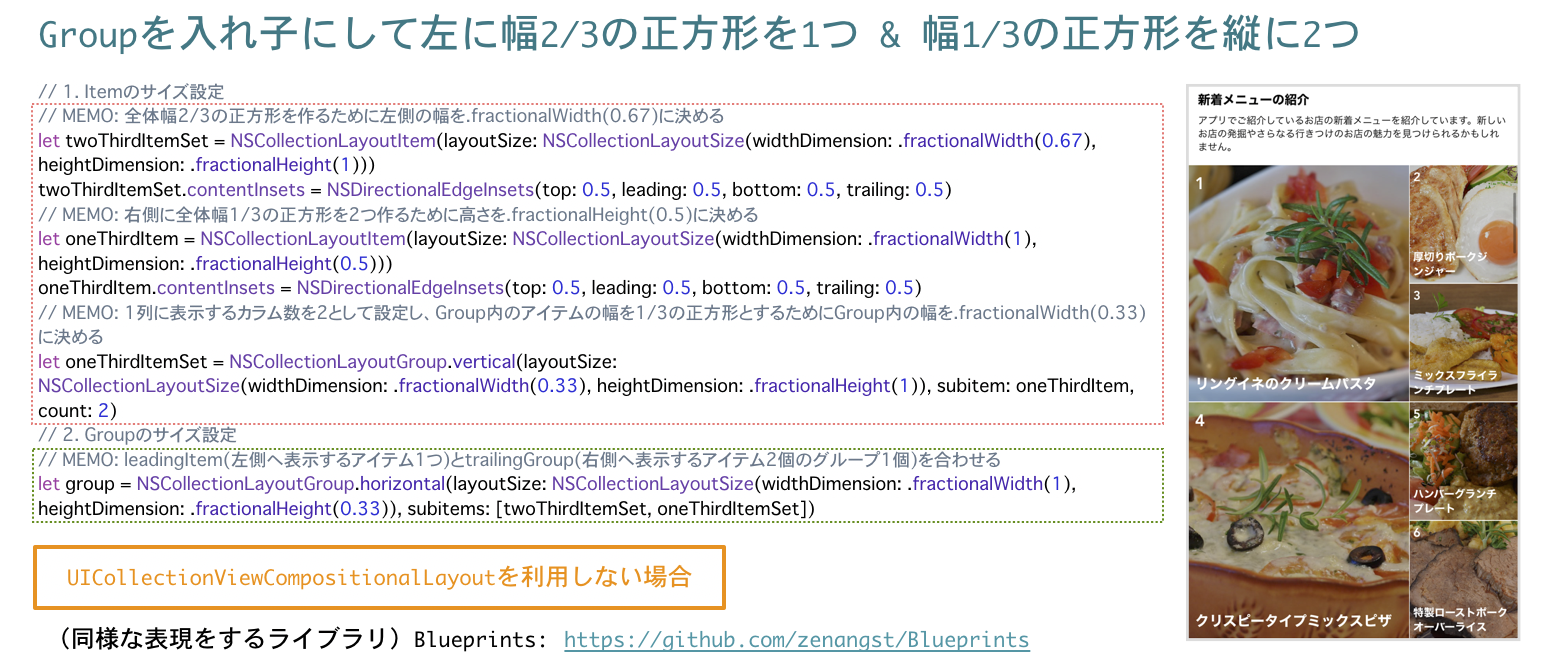 Groupを入れ子にして左に幅2/3の正方形を1つ & 幅1/3の正方形を縦に2つ
// 1. Itemのサイズ設定
// MEMO: 全体幅2/3の正方形を作るために左側の幅を.fractionalWidth(0.67)に決める
let twoThirdItemSet = NSCollectionLayoutItem(layoutSize: NSCollectionLayoutSize(widthDimension: .fractionalWidth(0.67),
heightDimension: .fractionalHeight(1)))
twoThirdItemSet.contentInsets = NSDirectionalEdgeInsets(top: 0.5, leading: 0.5, bottom: 0.5, trailing: 0.5)
// MEMO: 右側に全体幅1/3の正方形を2つ作るために高さを.fractionalHeight(0.5)に決める
let oneThirdItem = NSCollectionLayoutItem(layoutSize: NSCollectionLayoutSize(widthDimension: .fractionalWidth(1),
heightDimension: .fractionalHeight(0.5)))
oneThirdItem.contentInsets = NSDirectionalEdgeInsets(top: 0.5, leading: 0.5, bottom: 0.5, trailing: 0.5)
// MEMO: 1列に表示するカラム数を2として設定し、Group内のアイテムの幅を1/3の正方形とするためにGroup内の幅を.fractionalWidth(0.33)
に決める
let oneThirdItemSet = NSCollectionLayoutGroup.vertical(layoutSize:
NSCollectionLayoutSize(widthDimension: .fractionalWidth(0.33), heightDimension: .fractionalHeight(1)), subitem: oneThirdItem,
count: 2)
// 2. Groupのサイズ設定
// MEMO: leadingItem(左側へ表示するアイテム1つ)とtrailingGroup(右側へ表示するアイテム2個のグループ1個)を合わせる
let group = NSCollectionLayoutGroup.horizontal(layoutSize: NSCollectionLayoutSize(widthDimension: .fractionalWidth(1),
heightDimension: .fractionalHeight(0.33)), subitems: [twoThirdItemSet, oneThirdItemSet])
UICollectionViewCompositionalLayoutを利用しない場合
（同様な表現をするライブラリ）Blueprints: https://github.com/zenangst/Blueprints
新着メニューの紹介
アプリでご紹介しているお店の新着メニューを紹介しています。新しい
お店の発掘やさらなる行きつけのお店の魅力を見つけられるかもしれ
ません。
1
リングイネのクリームパスタ
2
厚切りポークジ
ンジャー
3
ミックスフライラ
ンチプレート
4
クリスピータイプミックスピザ
5
ハンバーグランチ
プレート
6
特製ローストポーク
オーバーライス